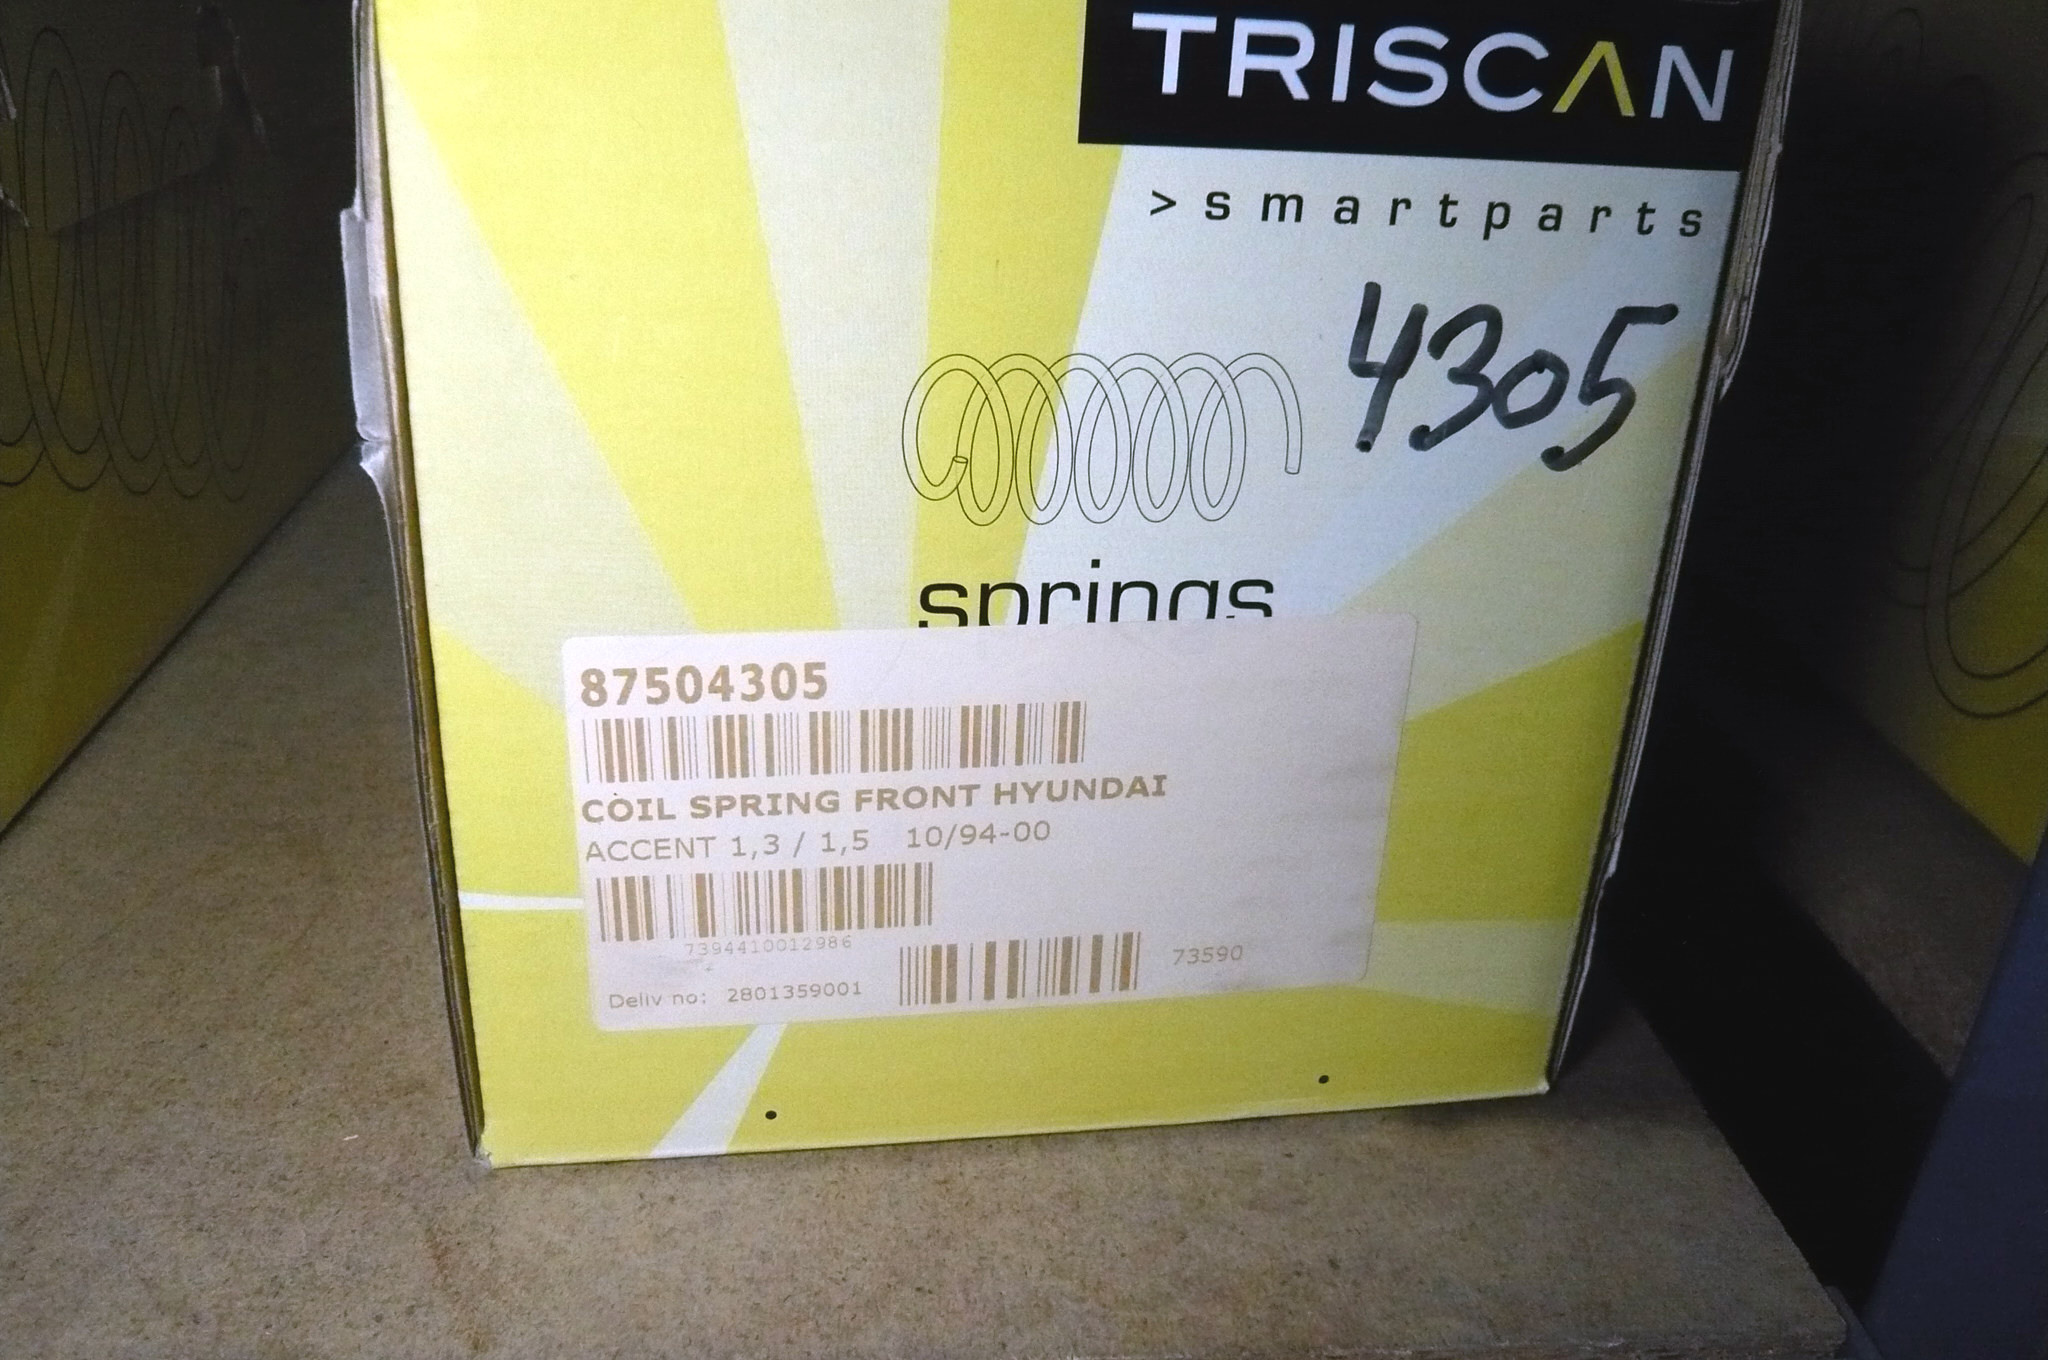 TRISCAN
> smartparts
4305
springs
87504305
COIL SPRING FRONT HYUNDAI
ACCENT 1,3 / 1,5 10/94-00
7394410012986
Deliv no: 2801359001
73590